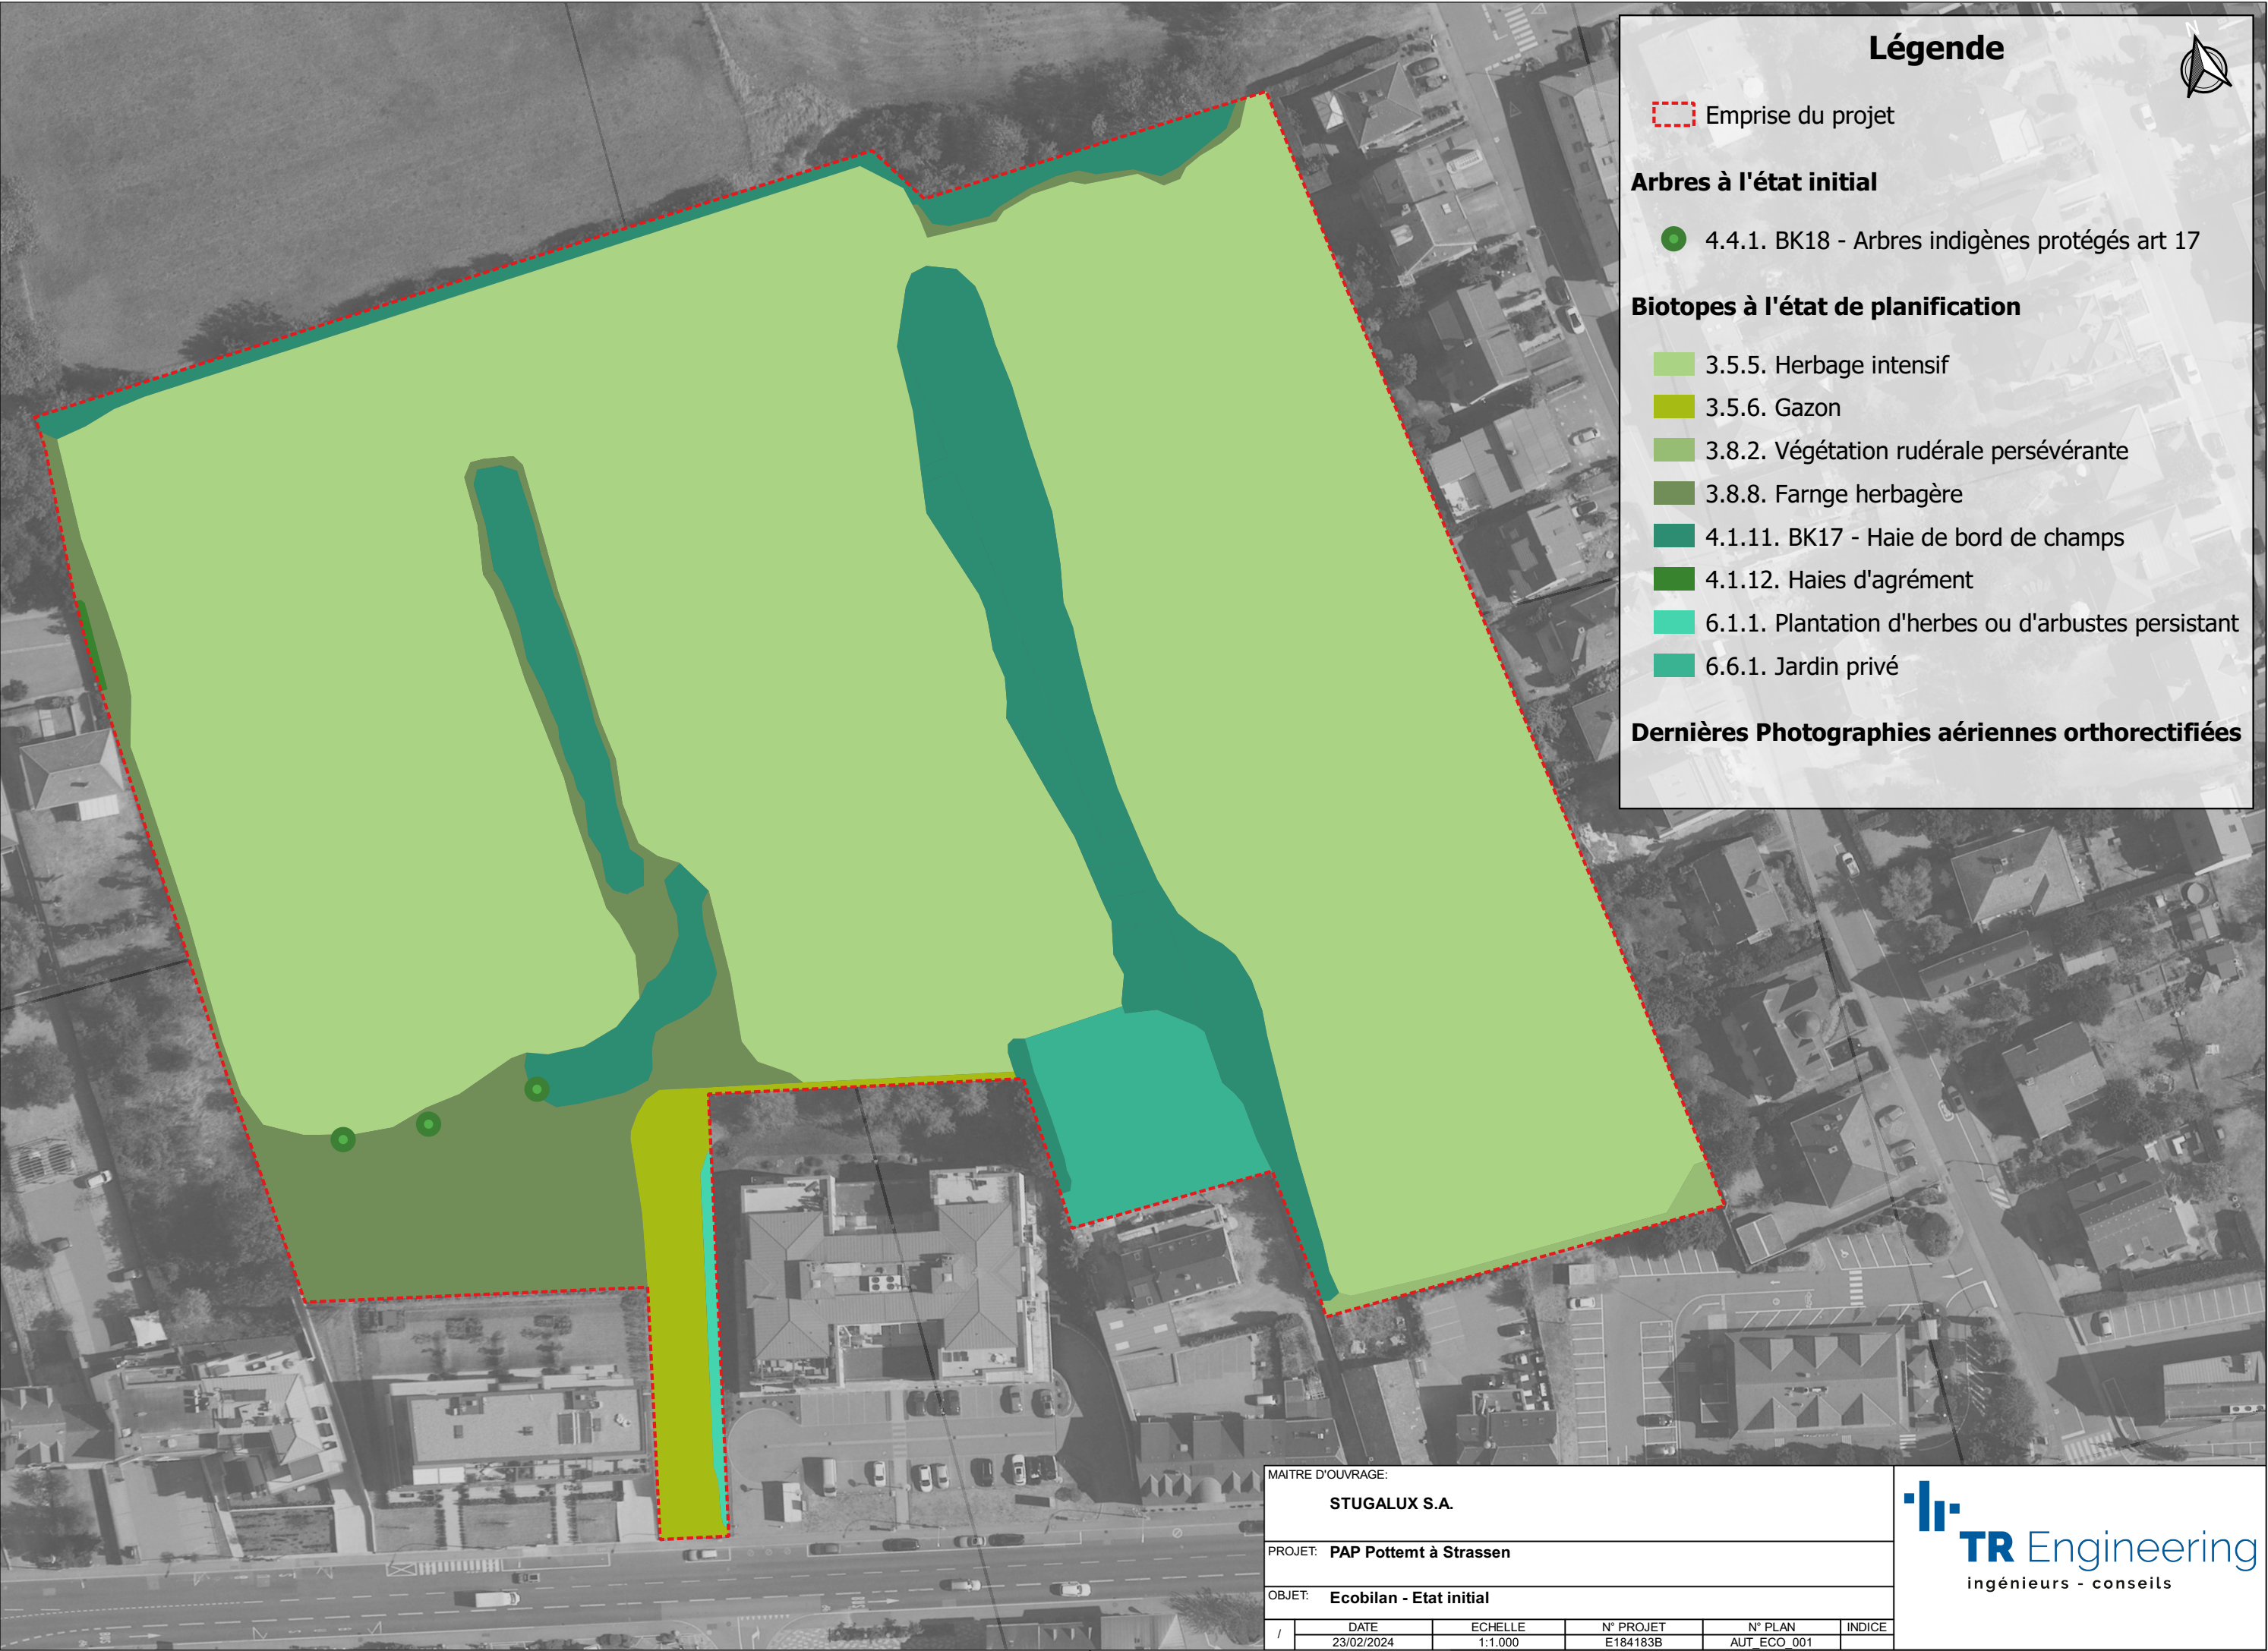 Légende
N
Emprise du projet
Arbres à l'état initial
4.4.1. BK18 - Arbres indigènes protégés art 17
Biotopes à l'état de planification
3.5.5. Herbage intensif
3.5.6. Gazon
3.8.2. Végétation rudérale persévérante
3.8.8. Farnge herbagère
4.1.11. BK17 - Haie de bord de champs
4.1.12. Haies d'agrément
6.1.1. Plantation d'herbes ou d'arbustes persistant
6.6.1. Jardin privé
Dernières Photographies aériennes orthorectifiées
MAITRE D'OUVRAGE:
STUGALUX S.A.
PROJET: PAP Pottemt à Strassen
OBJET: Ecobilan - Etat initial
/ DATE ECHELLE N° PROJET N° PLAN INDICE
23/02/2024 1:1.000 E184183B AUT_ECO_001
TR Engineering
ingénieurs - conseils
BUS
BUS